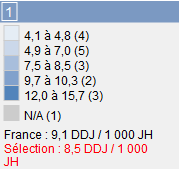 1
4,1 à 4,8 (4)
4,9 à 7,0 (5)
7,5 à 8,5 (3)
9,7 à 10,3 (2)
12,0 à 15,7 (3)
N/A (1)
France : 9,1 DDJ / 1 000 JH
Sélection : 8,5 DDJ / 1 000
JH